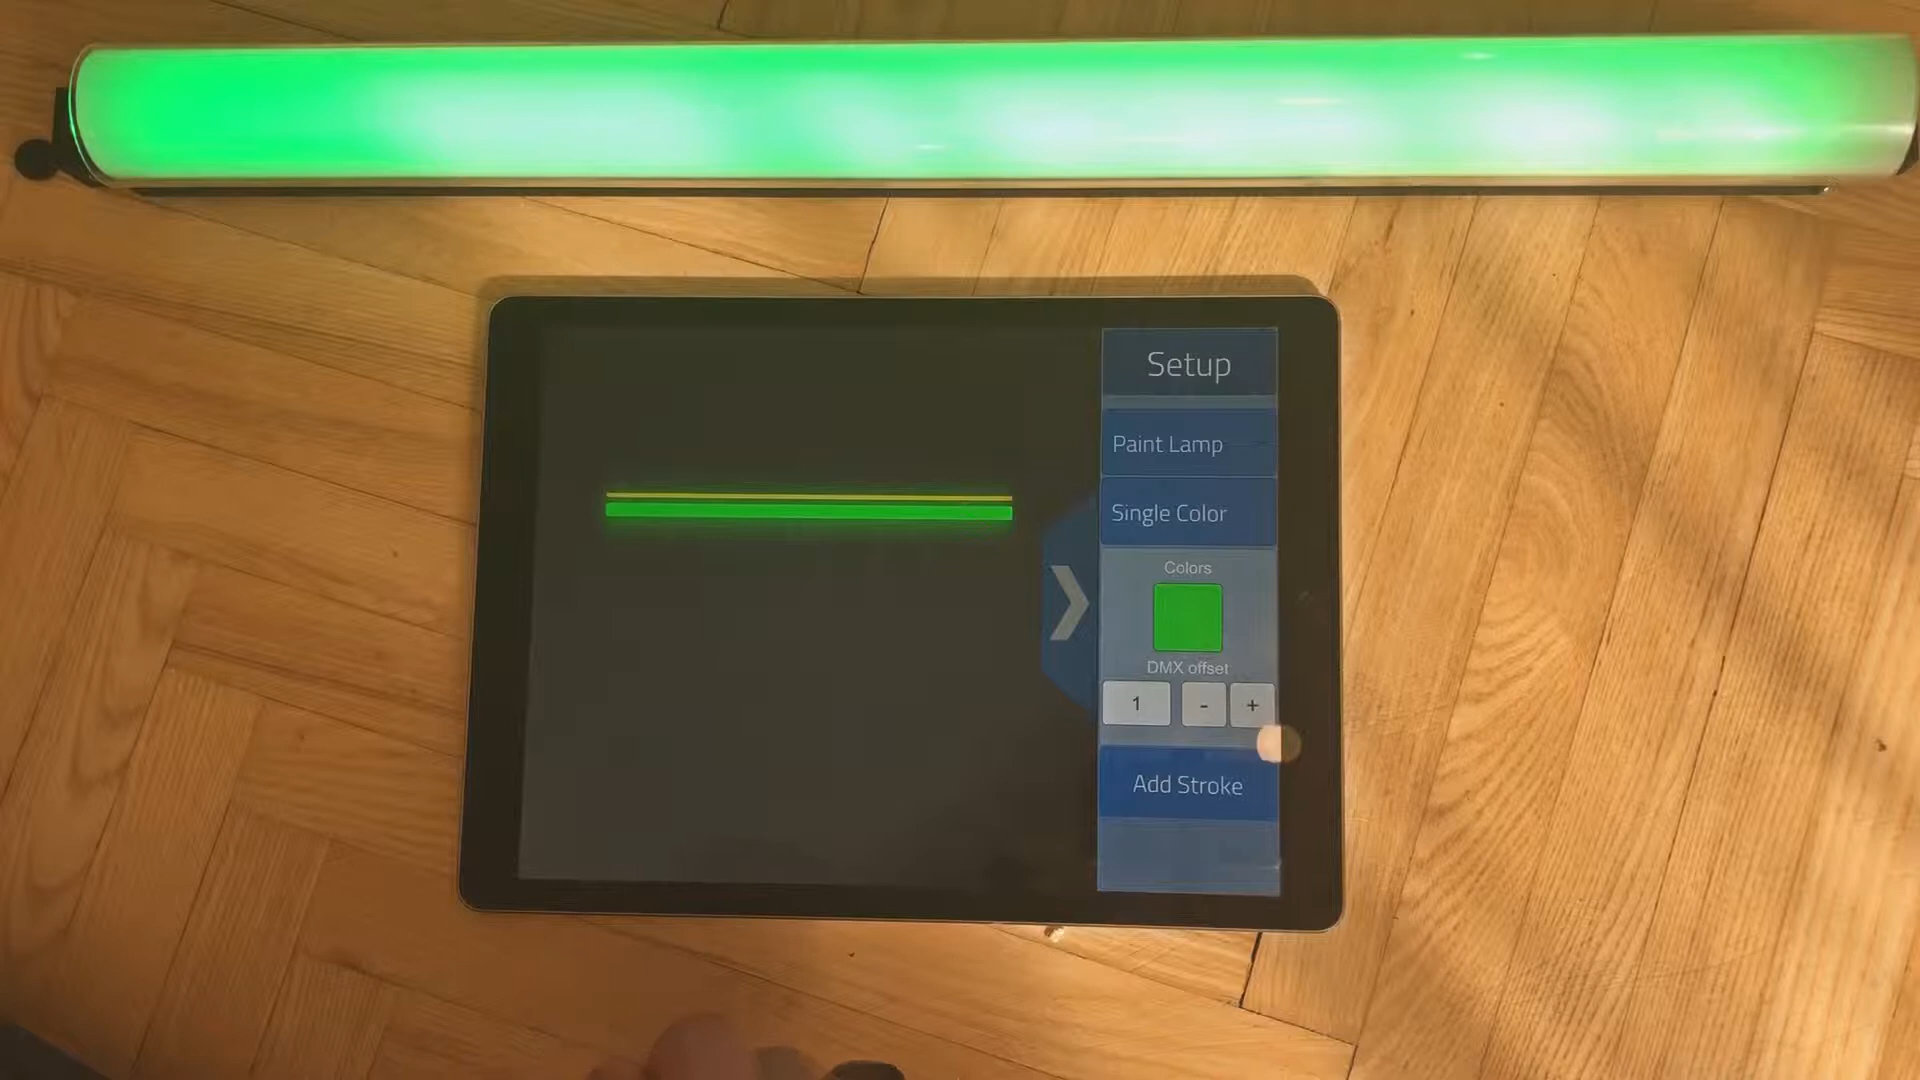 Setup
Paint Lamp
Single Color
Colors
DMX offset
1 - +
Add Stroke